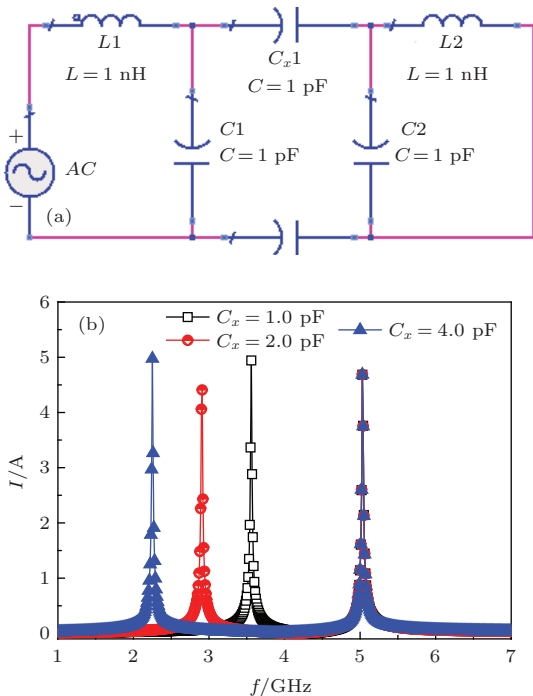 L1
L = 1 nH
Cx1
C = 1 pF
L2
L = 1 nH
C1
C = 1 pF
C2
C = 1 pF
+
AC
−
(a)
(b)
Cx = 1.0 pF
Cx = 2.0 pF
Cx = 4.0 pF
I/A
6
5
4
3
2
1
0
1 2 3 4 5 6 7
f/GHz